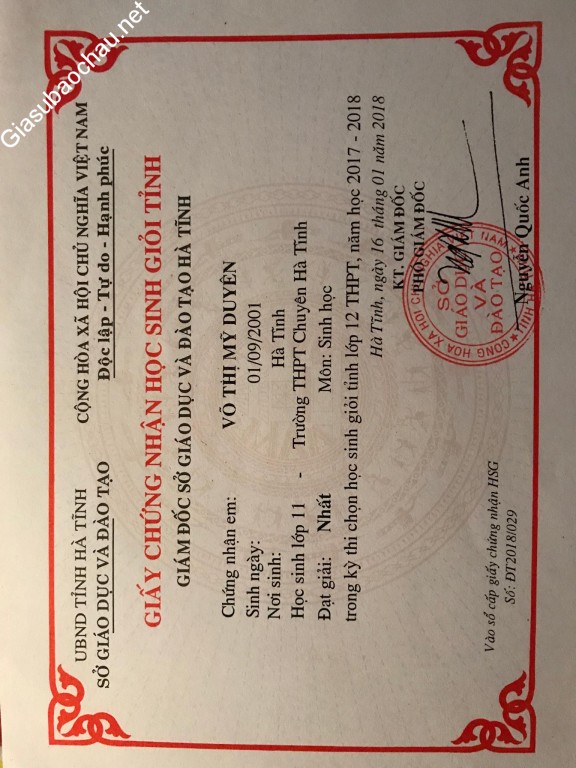 Giasubaochau.net
UBND TỈNH HÀ TĨNH
SỞ GIÁO DỤC VÀ ĐÀO TẠO
CỘNG HÒA XÃ HỘI CHỦ NGHĨA VIỆT NAM
Độc lập - Tự do - Hạnh phúc
GIẤY CHỨNG NHẬN HỌC SINH GIỎI TỈNH
GIÁM ĐỐC SỞ GIÁO DỤC VÀ ĐÀO TẠO HÀ TĨNH
Chứng nhận em: VÕ THỊ MỸ DUYÊN
Sinh ngày: 01/09/2001
Nơi sinh: Hà Tĩnh
Học sinh lớp 11 - Trường THPT Chuyên Hà Tĩnh
Đạt giải: Nhất Môn: Sinh học
trong kỳ thi chọn học sinh giỏi tỉnh lớp 12 THPT, năm học 2017 - 2018
Hà Tĩnh, ngày 16 tháng 01 năm 2018
KT. GIÁM ĐỐC
PHÓ GIÁM ĐỐC
SỞ
GIÁO DỤC
VÀ
ĐÀO TẠO
Nguyễn Quốc Anh
Vào sổ cấp giấy chứng nhận HSG
Số: ĐT2018/029